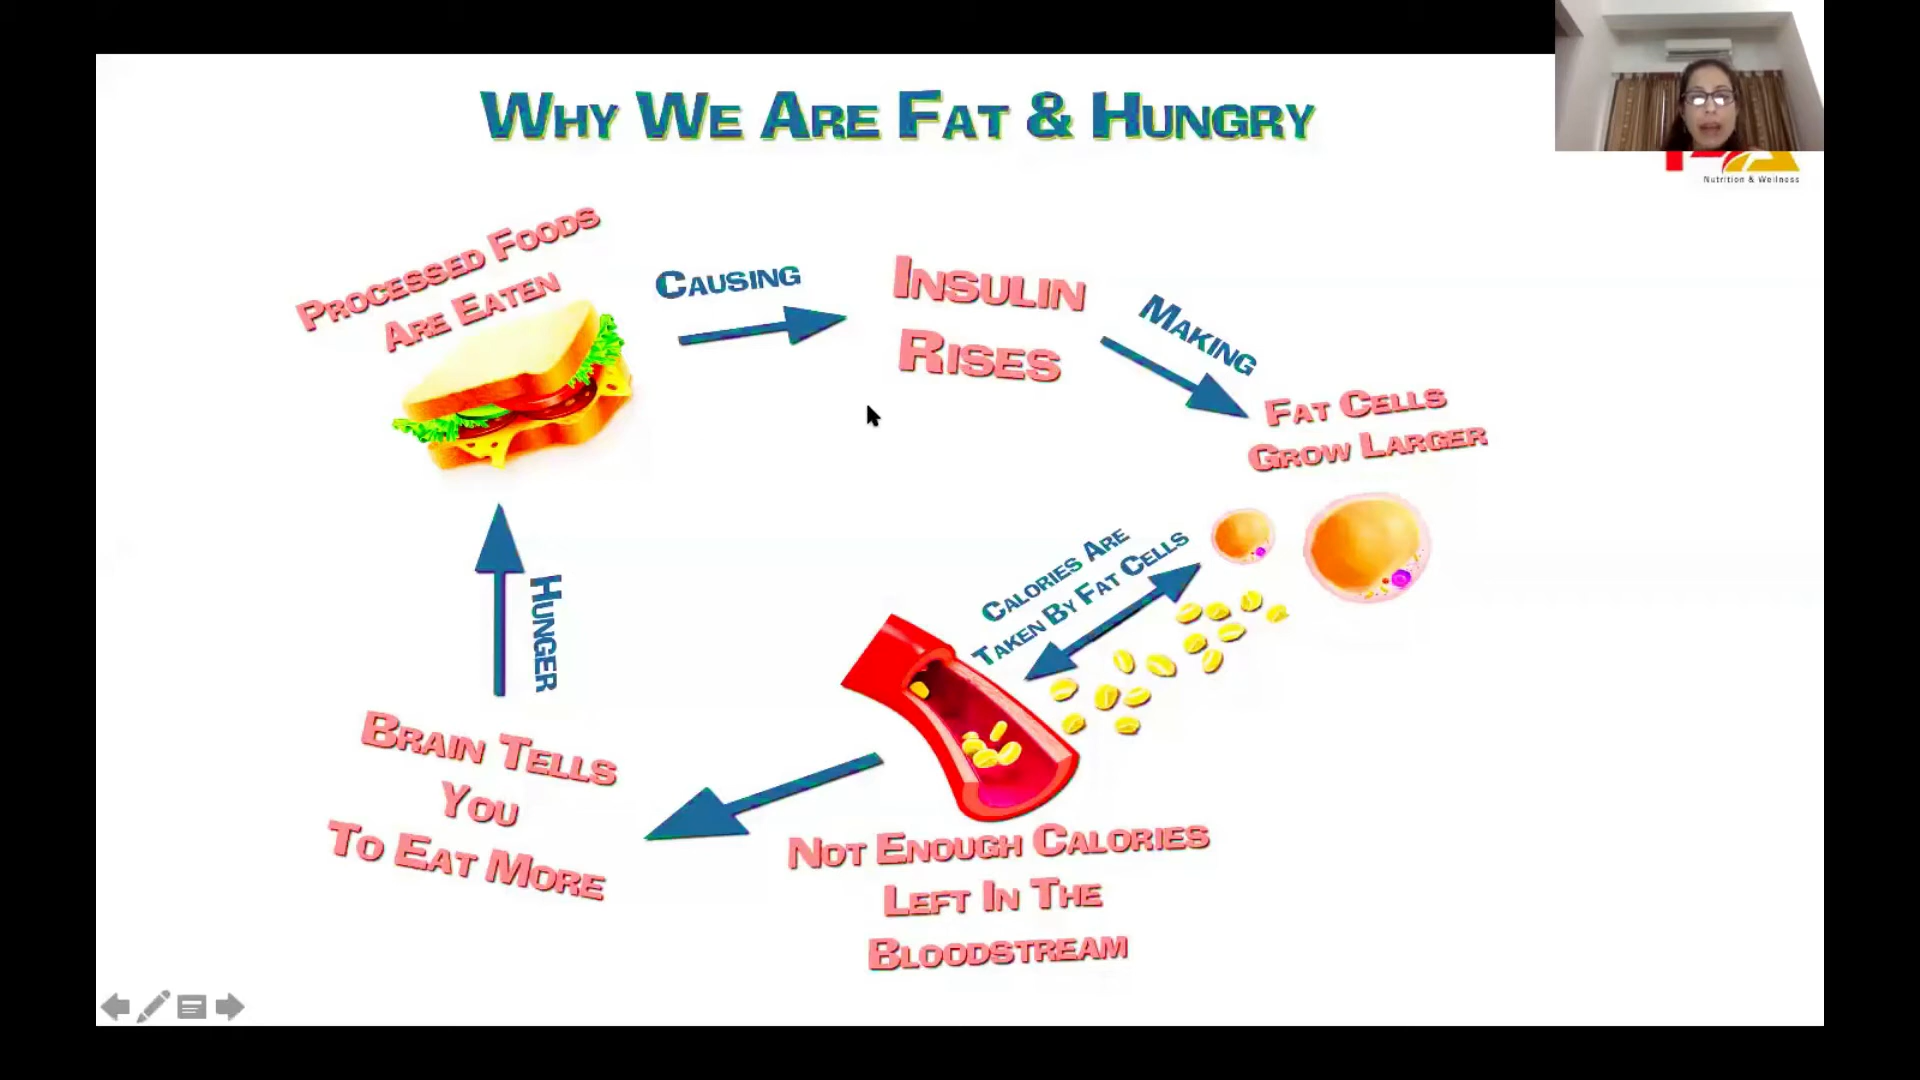 WHY WE ARE FAT & HUNGRY
Nutrition & Wellness
PROCESSED FOODS
ARE EATEN
CAUSING
INSULIN
RISES
MAKING
FAT CELLS
GROW LARGER
CALORIES ARE
TAKEN BY FAT CELLS
NOT ENOUGH CALORIES
LEFT IN THE
BLOODSTREAM
BRAIN TELLS
YOU
TO EAT MORE
HUNGER